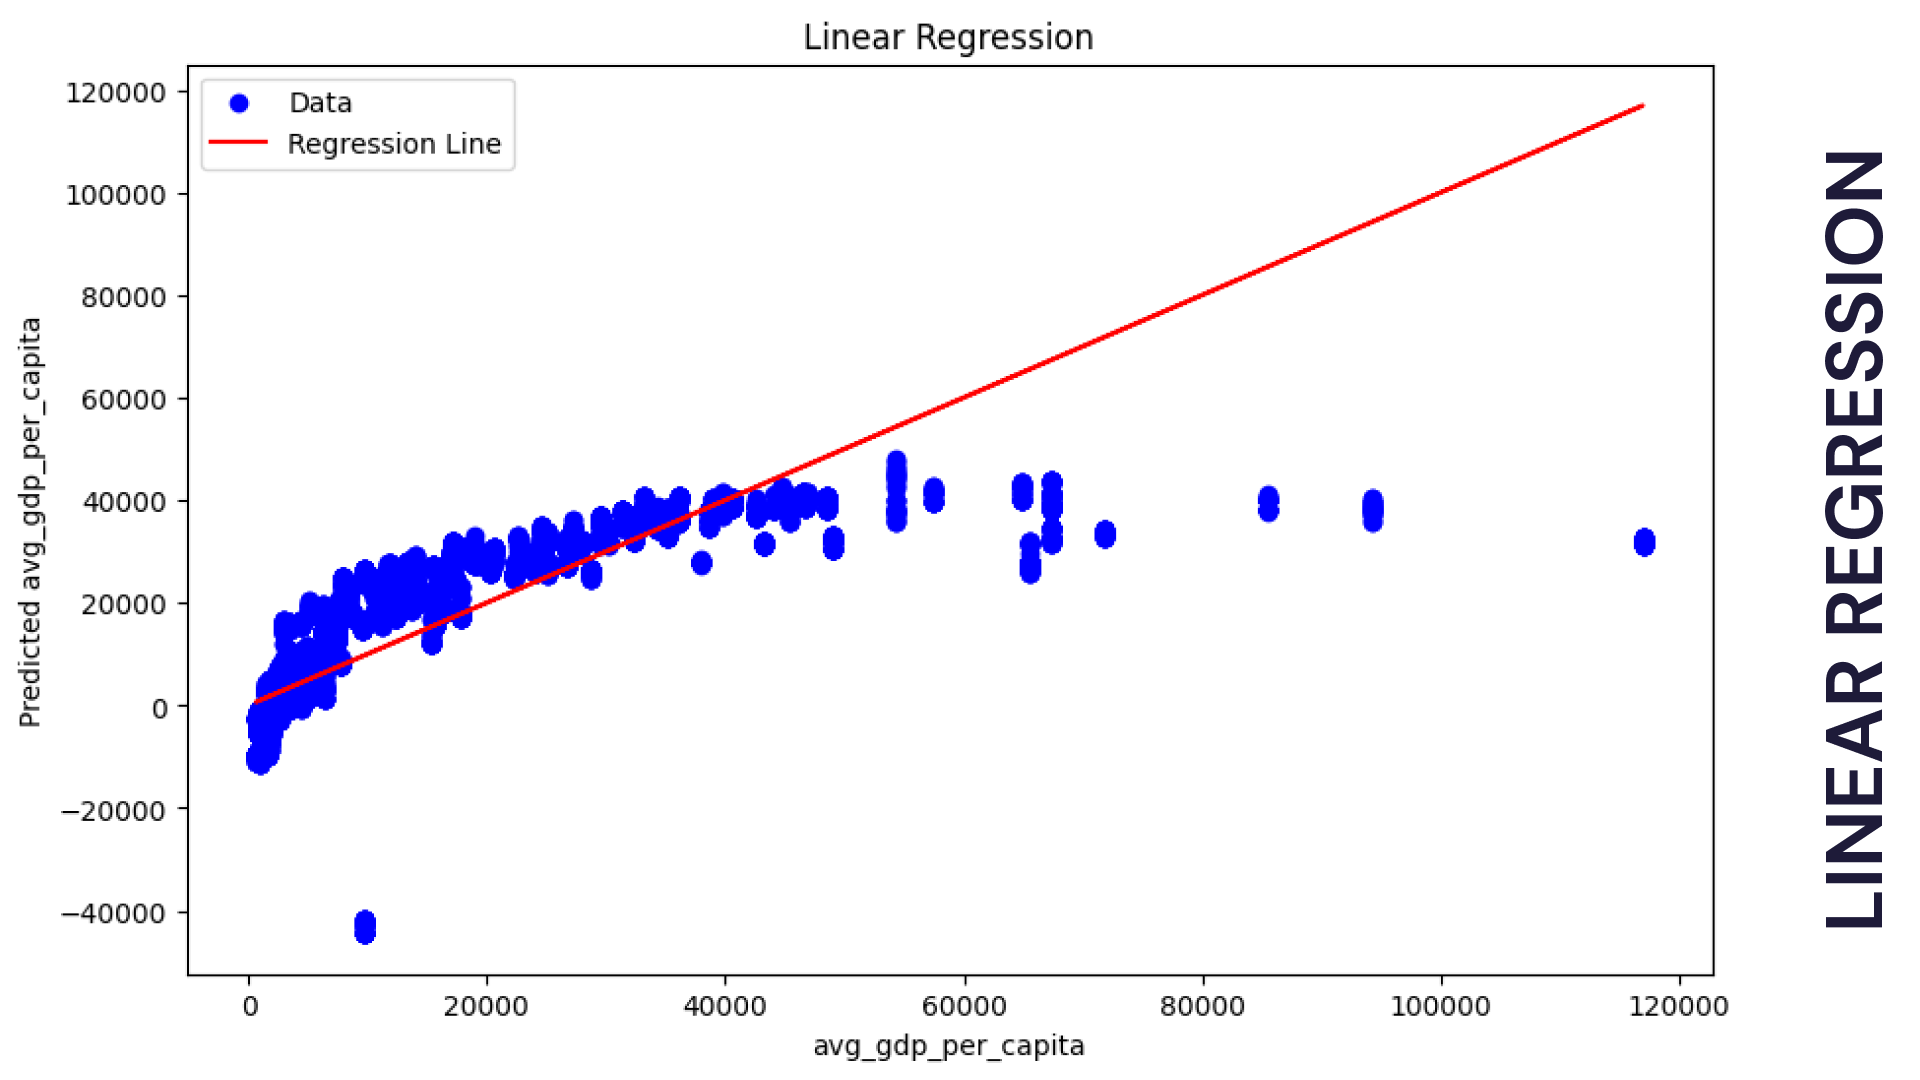 Linear Regression
Data
Regression Line
120000
100000
80000
60000
40000
20000
0
−20000
−40000
Predicted avg_gdp_per_capita
0 20000 40000 60000 80000 100000 120000
avg_gdp_per_capita
LINEAR REGRESSION